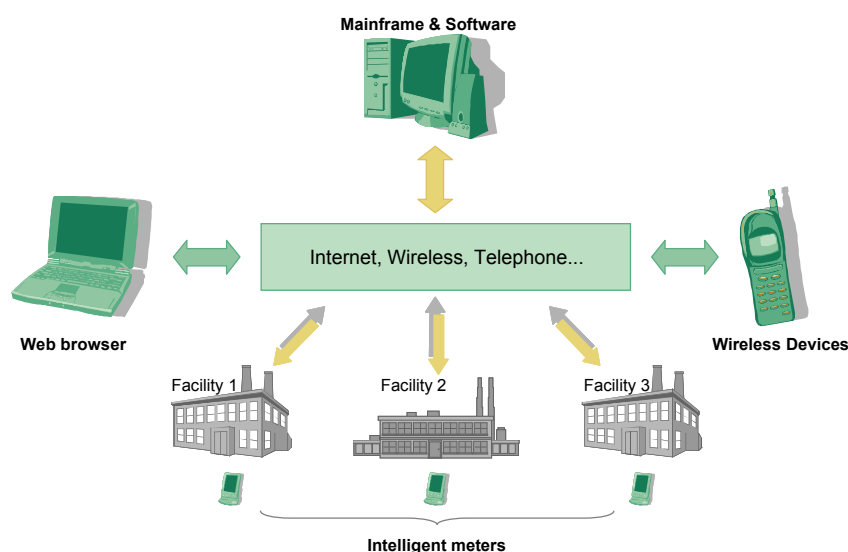 Mainframe & Software
Internet, Wireless, Telephone...
Web browser
Wireless Devices
Facility 1
Facility 2
Facility 3
Intelligent meters